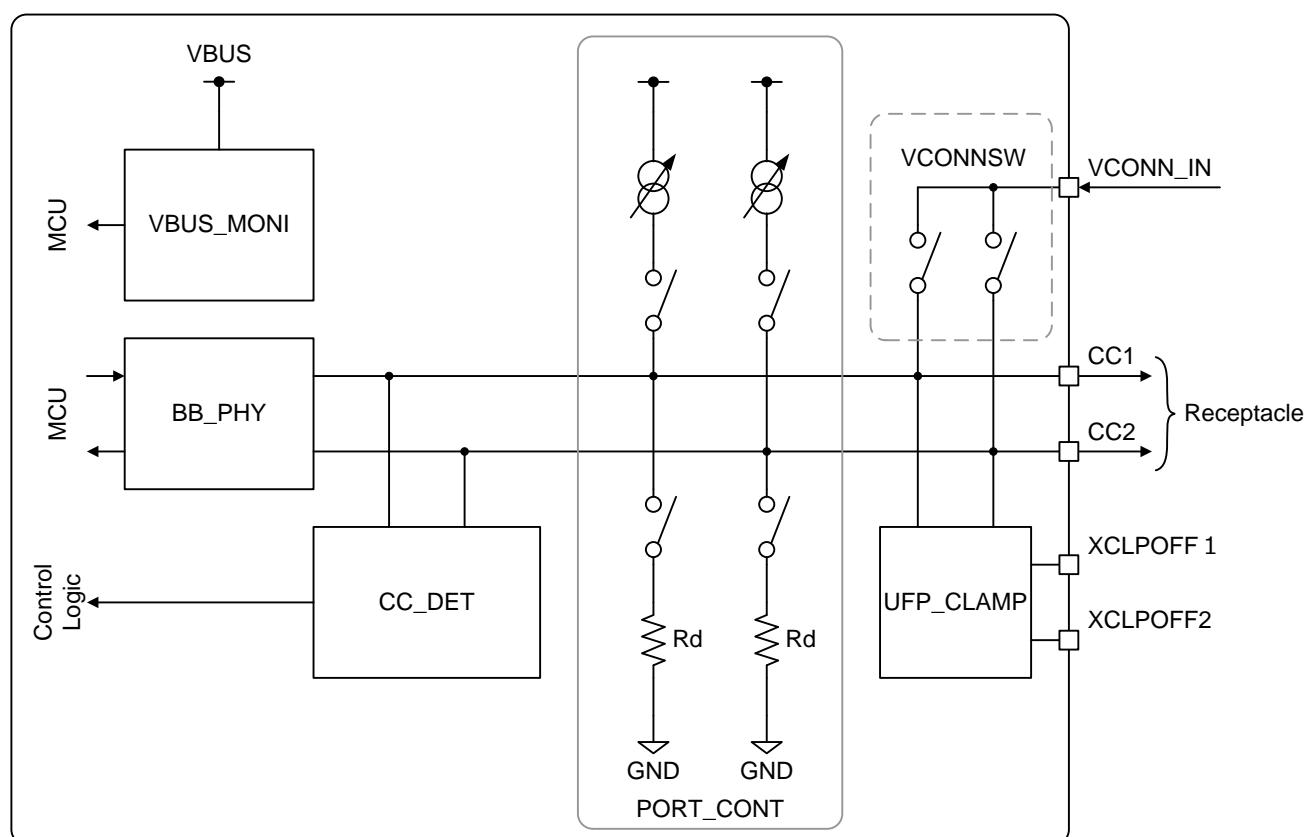 VBUS
VCONNSW
VCONN_IN
MCU
VBUS_MONI
CC1
MCU
BB_PHY
Receptacle
CC2
XCLPOFF 1
Control
Logic
CC_DET
UFP_CLAMP
XCLPOFF2
Rd
Rd
GND
GND
PORT_CONT